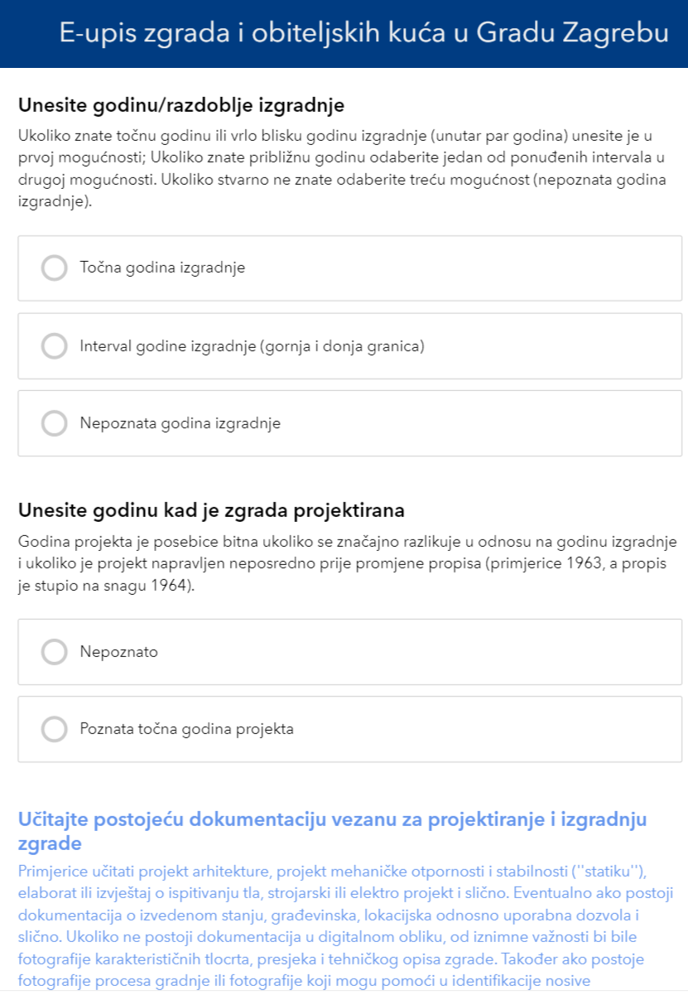 E-upis zgrada i obiteljskih kuća u Gradu Zagrebu
Unesite godinu/razdoblje izgradnje
Ukoliko znate točnu godinu ili vrlo blisku godinu izgradnje (unutar par godina) unesite je u
prvoj mogućnosti; Ukoliko znate približnu godinu odaberite jedan od ponuđenih intervala u
drugoj mogućnosti. Ukoliko stvarno ne znate odaberite treću mogućnost (nepoznata godina
izgradnje).
Točna godina izgradnje
Interval godine izgradnje (gornja i donja granica)
Nepoznata godina izgradnje
Unesite godinu kad je zgrada projektirana
Godina projekta je posebice bitna ukoliko se značajno razlikuje u odnosu na godinu izgradnje
i ukoliko je projekt napravljen neposredno prije promjene propisa (primjerice 1963, a propis
je stupio na snagu 1964).
Nepoznato
Poznata točna godina projekta
Učitajte postojeću dokumentaciju vezanu za projektiranje i izgradnju
zgrade
Primjerice učitati projekt arhitekture, projekt mehaničke otpornosti i stabilnosti (''statiku''),
elaborat ili izvještaj o ispitivanju tla, strojarski ili elektro projekt i slično. Eventualno ako postoji
dokumentacija o izvedenom stanju, građevinska, lokacijska odnosno uporabna dozvola i
slično. Ukoliko ne postoji dokumentacija u digitalnom obliku, od iznimne važnosti bi bile
fotografije karakterističnih tlocrta, presjeka i tehničkog opisa zgrade. Također ako postoje
fotografije procesa gradnje ili fotografije koji mogu pomoći u identifikacije nosive